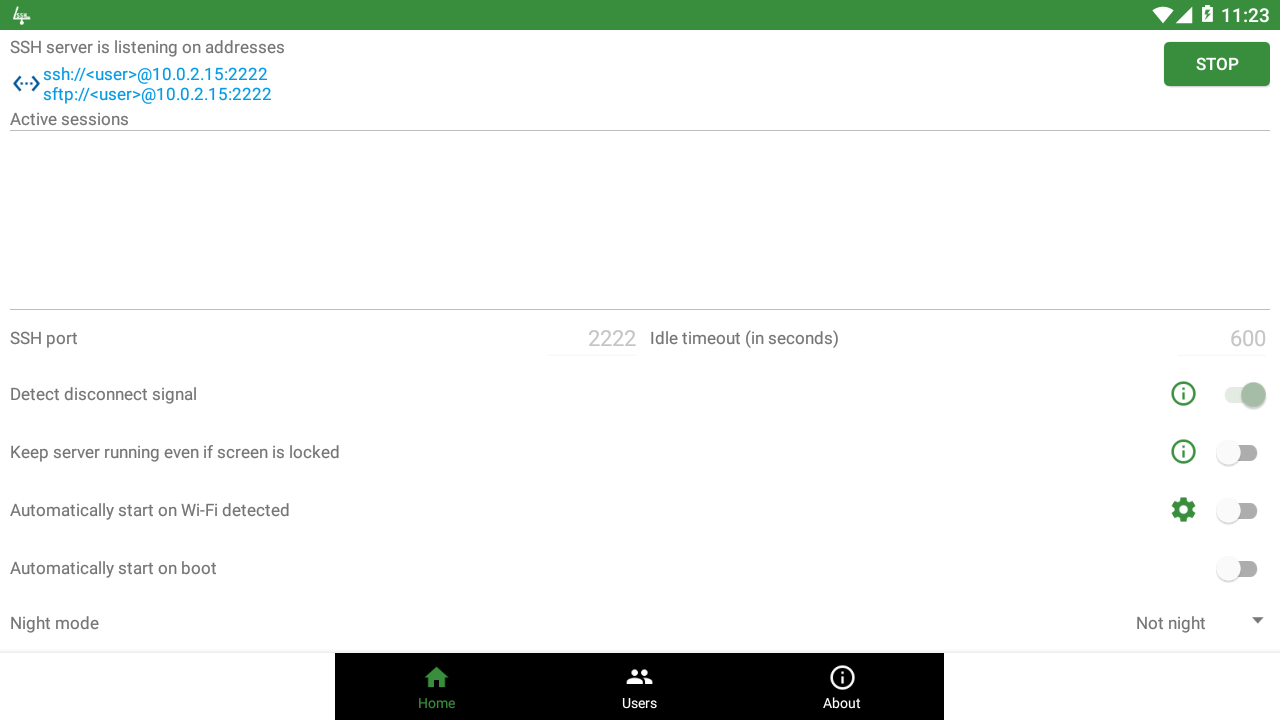 11:23
SSH server is listening on addresses
ssh://<user>@10.0.2.15:2222
sftp://<user>@10.0.2.15:2222
STOP
Active sessions
SSH port
2222
Idle timeout (in seconds)
600
Detect disconnect signal
Keep server running even if screen is locked
Automatically start on Wi-Fi detected
Automatically start on boot
Night mode
Not night
Home
Users
About